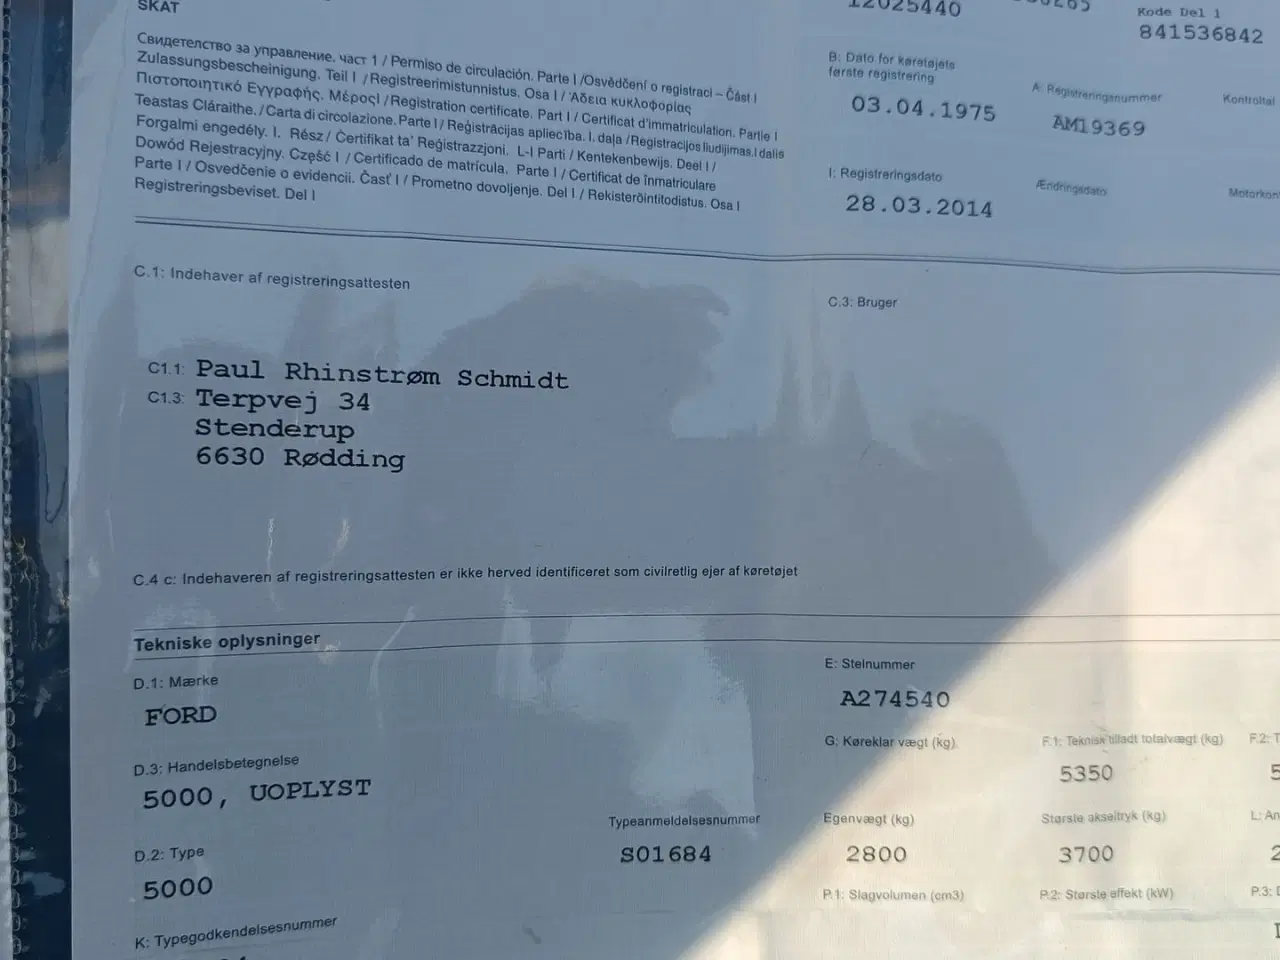 SKAT
12025440
Kode Del 1
841536842
Свидетелство за управление. част 1 / Permiso de circulación. Parte I /Osvědčení o registraci – Část I
Zulassungsbescheinigung. Teil I / Registreerimistunnistus. Osa I / Άδεια κυκλοφορίας
Πιστοποιητικό Εγγραφής. ΜέροςΙ /Registration certificate. Part I / Certificat d'immatriculation. Partie I
Teastas Cláraithe. / Carta di circolazione. Parte I / Reģistrācijas apliecība. I. daļa /Registracijos liudijimas. I dalis
Forgalmi engedély. I. Rész / Ċertifikat ta' Reġistrazzjoni. L-I Parti / Kentekenbewijs. Deel I /
Dowód Rejestracyjny. Część I / Certificado de matrícula. Parte I / Certificat de înmatriculare
Parte I / Osvedčenie o evidencii. Časť I / Prometno dovoljenje. Del I / Rekisteröintitodistus. Osa I
Registreringsbeviset. Del I
B: Dato for køretøjets
første registrering
03.04.1975
A: Registreringsnummer
AM19369
Kontroltal
I: Registreringsdato
28.03.2014
Ændringsdato
C.1: Indehaver af registreringsattesten
C.3: Bruger
C1.1: Paul Rhinstrøm Schmidt
C1.3: Terpvej 34
Stenderup
6630 Rødding
C.4 c: Indehaveren af registreringsattesten er ikke herved identificeret som civilretlig ejer af køretøjet
Tekniske oplysninger
D.1: Mærke
FORD
E: Stelnummer
A274540
D.3: Handelsbetegnelse
5000, UOPLYST
G: Køreklar vægt (kg)
F.1: Teknisk tilladt totalvægt (kg)
F.2:
5350
D.2: Type
5000
Typeanmeldelsesnummer
S01684
Egenvægt (kg)
2800
Største akseltryk (kg)
3700
P.1: Slagvolumen (cm3)
P.2: Største effekt (kW)
P.3:
K: Typegodkendelsesnummer